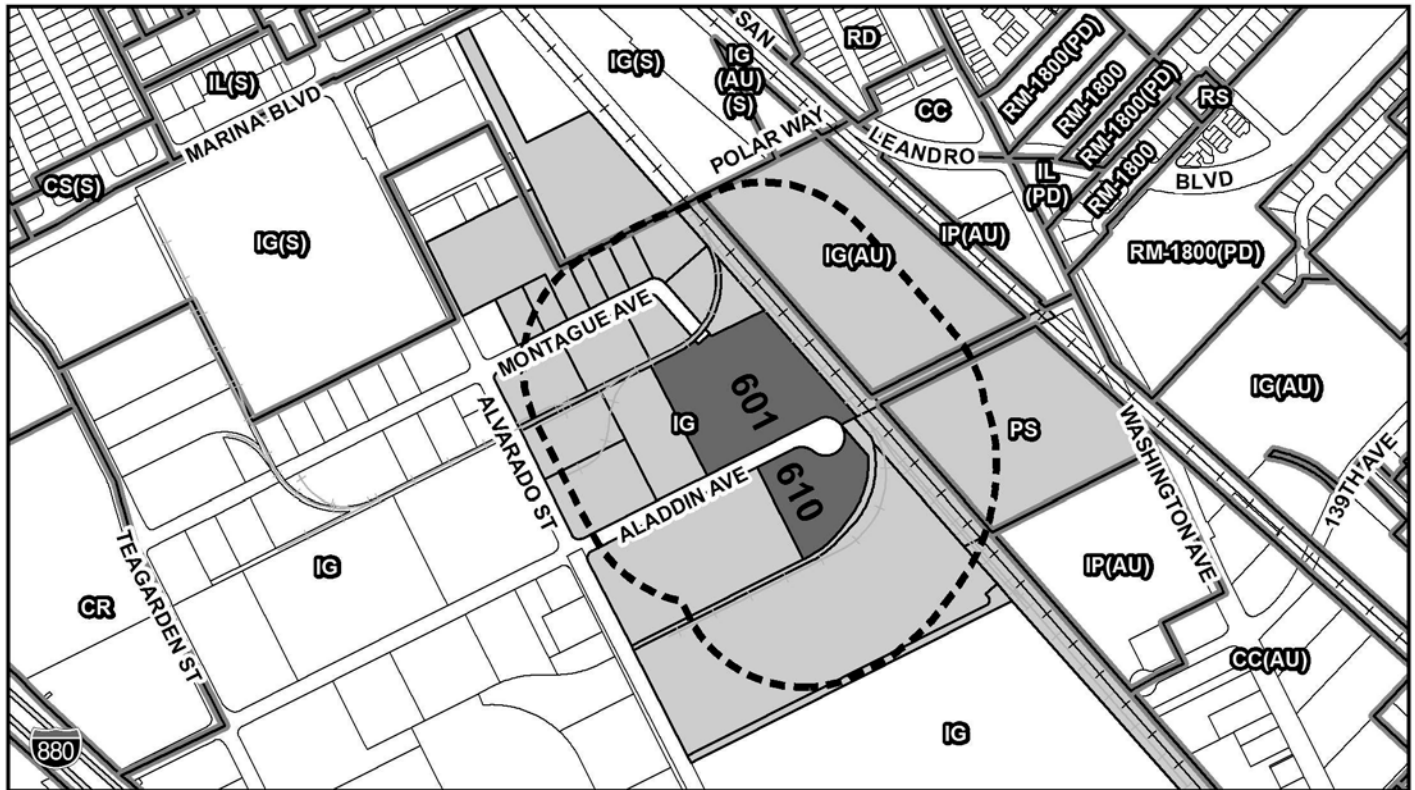 SAN
RD
IG(S)
IG
(AU)
(S)
RM-1800(PD)
RM-1800
RM-1800(PD)
RS
IL(S)
MARINA BLVD
CC
POLAR WAY
LEANDRO
IL
(PD)
RM-1800
BLVD
CS(S)
IG(S)
IG(AU)
IP(AU)
RM-1800(PD)
MONTAGUE AVE
601
IG
IG(AU)
ALVARADO ST
PS
WASHINGTON AVE
139TH AVE
ALADDIN AVE
610
TEAGARDEN ST
IG
CR
IP(AU)
CC(AU)
IG
880